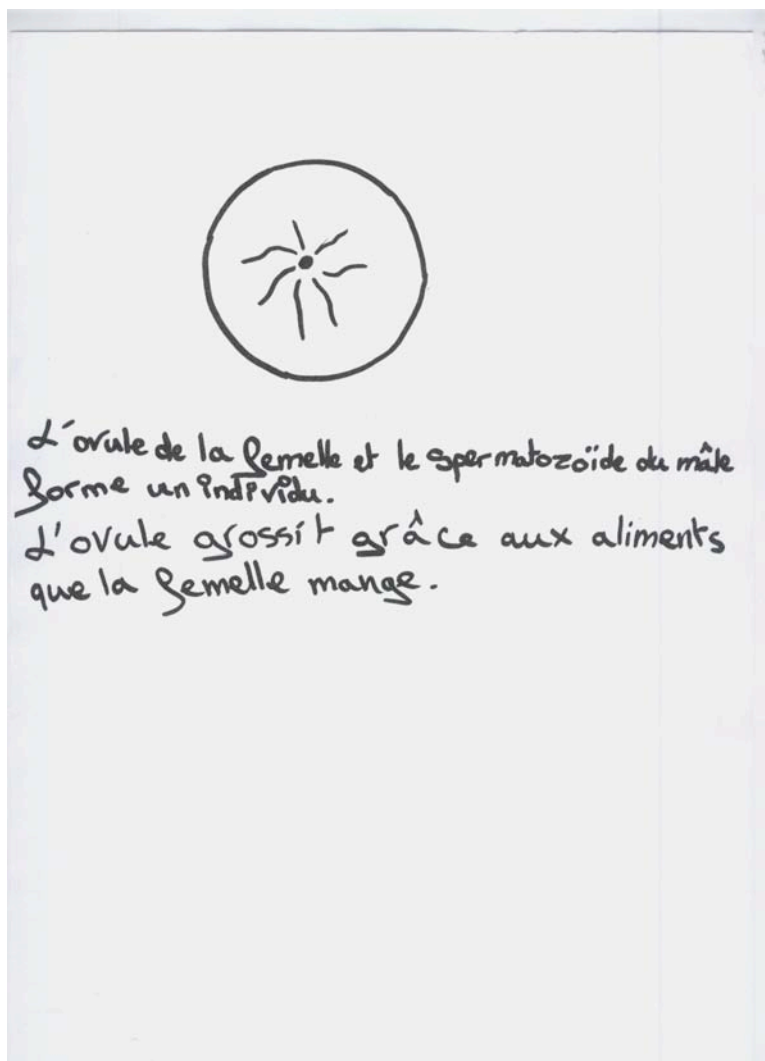 L'ovule de la femelle et le spermatozoïde du mâle
forme un individu.
L'ovule grossit grâce aux aliments
que la femelle mange.